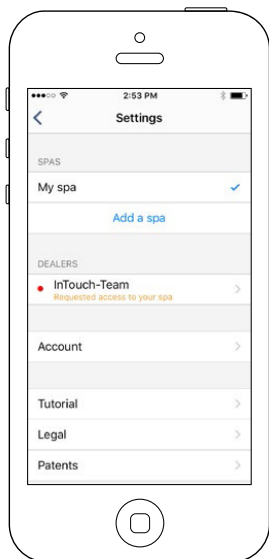 2:53 PM
Settings
SPAS
My spa
Add a spa
DEALERS
InTouch-Team
Requested access to your spa
Account
Tutorial
Legal
Patents